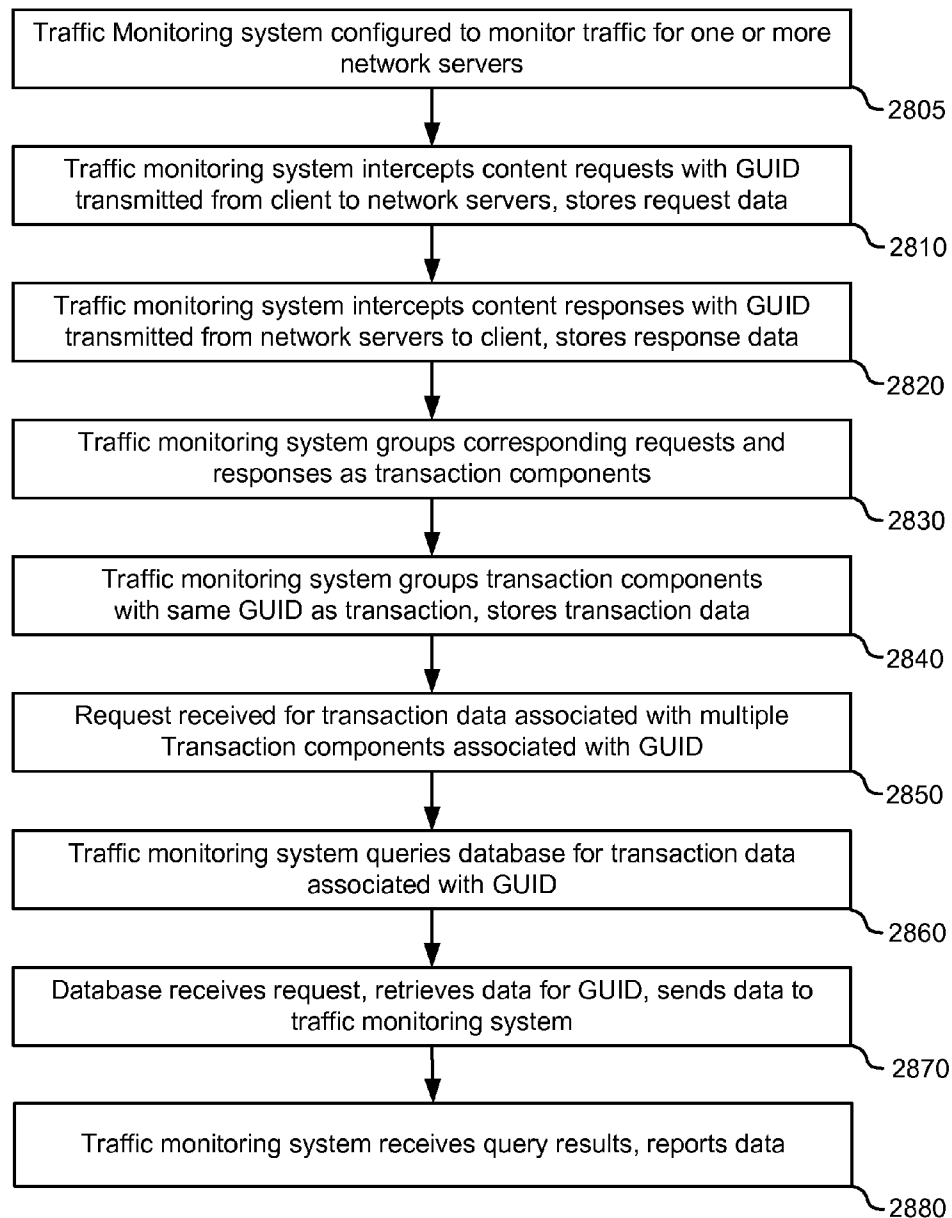 Traffic Monitoring system configured to monitor traffic for one or more
network servers
2805
Traffic monitoring system intercepts content requests with GUID
transmitted from client to network servers, stores request data
2810
Traffic monitoring system intercepts content responses with GUID
transmitted from network servers to client, stores response data
2820
Traffic monitoring system groups corresponding requests and
responses as transaction components
2830
Traffic monitoring system groups transaction components
with same GUID as transaction, stores transaction data
2840
Request received for transaction data associated with multiple
Transaction components associated with GUID
2850
Traffic monitoring system queries database for transaction data
associated with GUID
2860
Database receives request, retrieves data for GUID, sends data to
traffic monitoring system
2870
Traffic monitoring system receives query results, reports data
2880